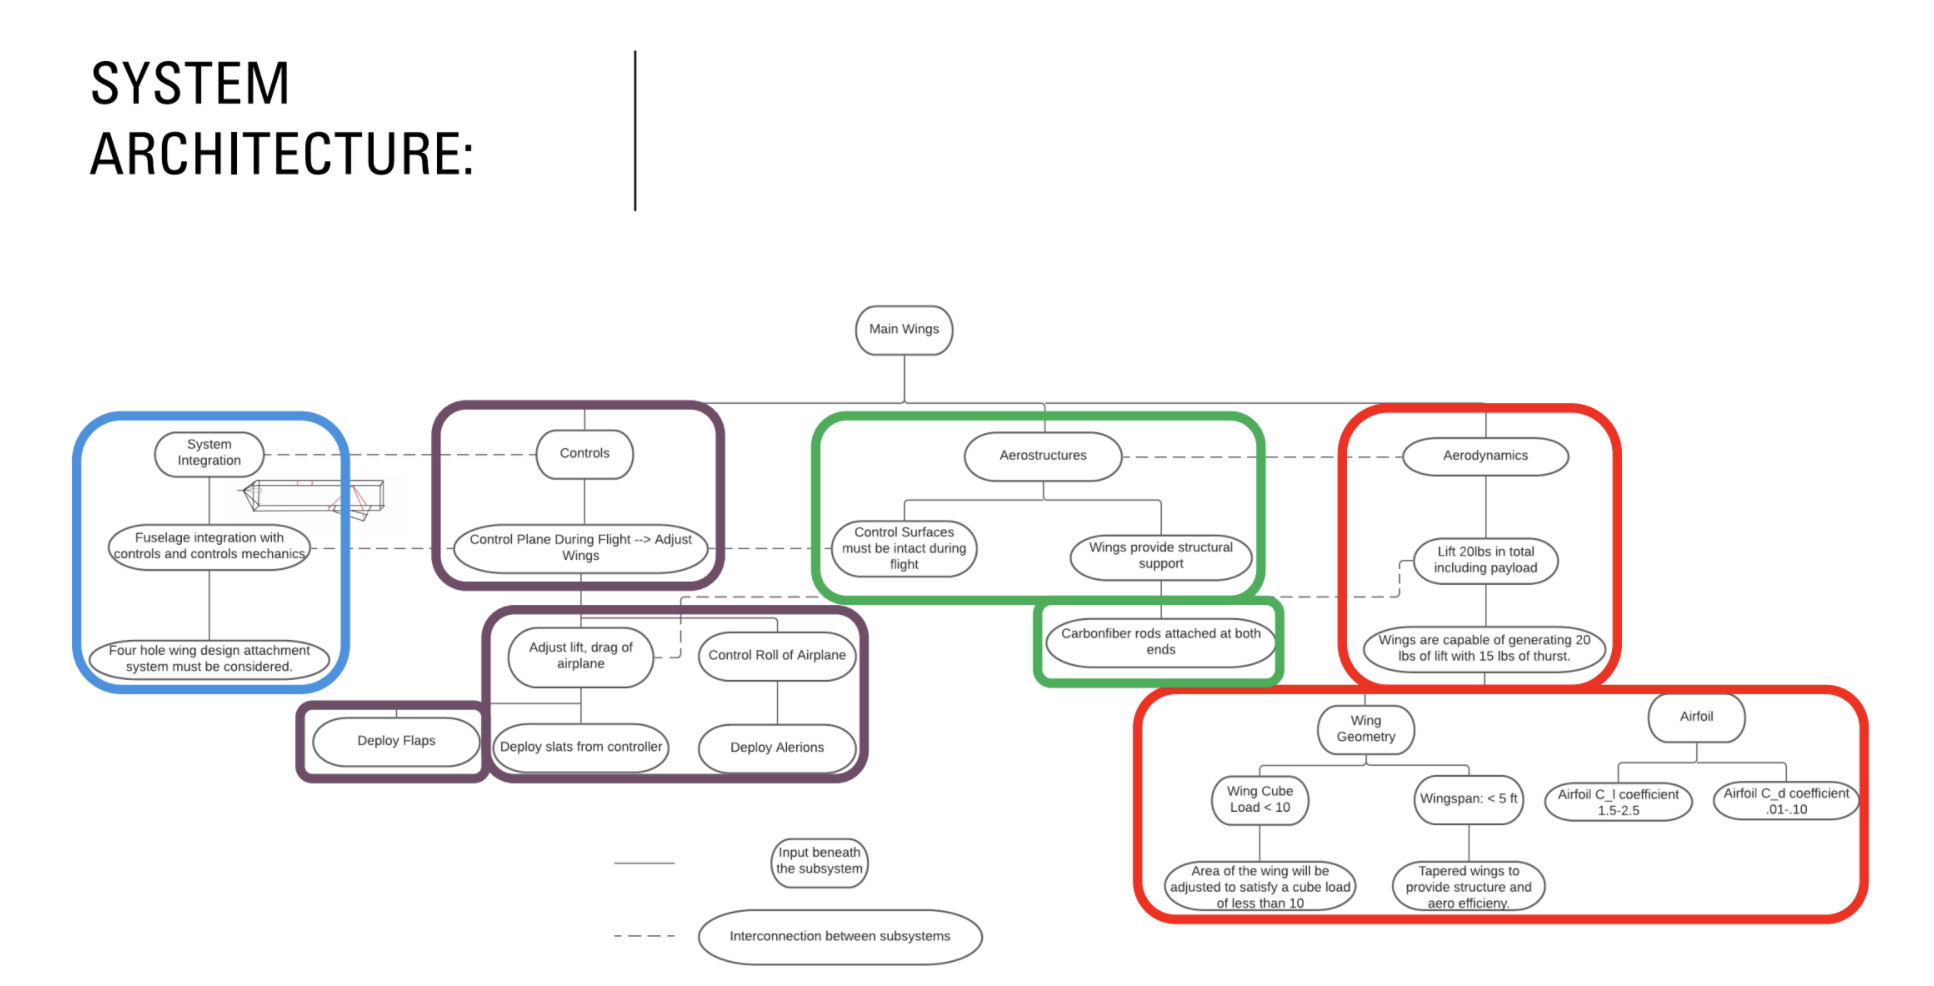 SYSTEM
ARCHITECTURE:
Main Wings
System
Integration
Controls
Aerostructures
Aerodynamics
Fuselage integration with
controls and controls mechanics
Control Plane During Flight --> Adjust
Wings
Control Surfaces
must be intact during
flight
Wings provide structural
support
Lift 20lbs in total
including payload
Four hole wing design attachment
system must be considered.
Adjust lift, drag of
airplane
Control Roll of Airplane
Carbonfiber rods attached at both
ends
Wings are capable of generating 20
lbs of lift with 15 lbs of thurst.
Deploy Flaps
Deploy slats from controller
Deploy Alerions
Wing
Geometry
Airfoil
Wing Cube
Load < 10
Wingspan: < 5 ft
Airfoil C_l coefficient
1.5-2.5
Airfoil C_d coefficient
.01-.10
Area of the wing will be
adjusted to satisfy a cube load
of less than 10
Tapered wings to
provide structure and
aero efficieny.
Input beneath
the subsystem
Interconnection between subsystems